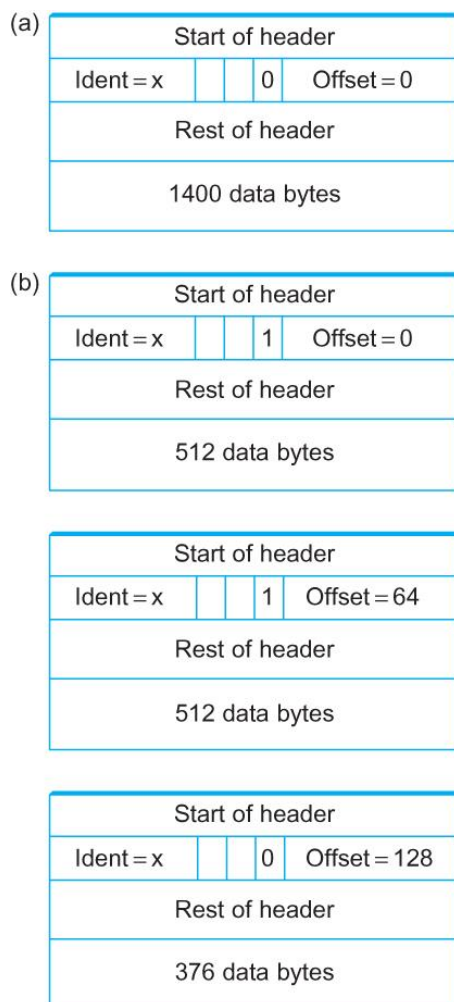 (a)
Start of header
Ident = x 0 Offset = 0
Rest of header
1400 data bytes
(b)
Start of header
Ident = x 1 Offset = 0
Rest of header
512 data bytes
Start of header
Ident = x 1 Offset = 64
Rest of header
512 data bytes
Start of header
Ident = x 0 Offset = 128
Rest of header
376 data bytes